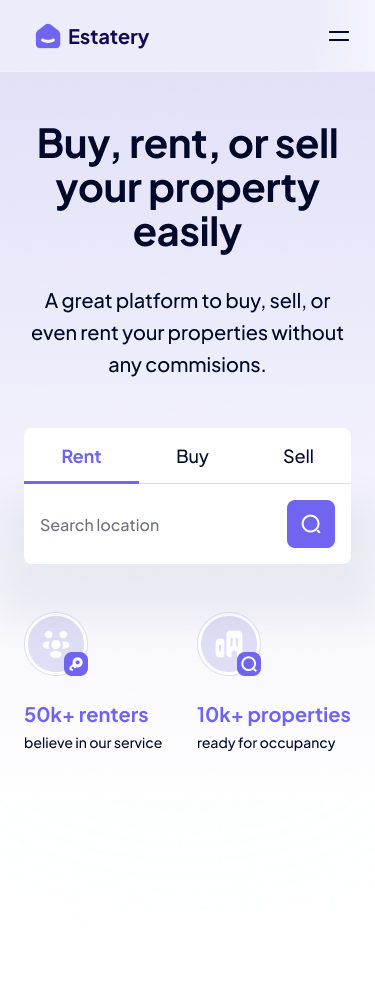 Estatery
Buy, rent, or sell
your property
easily
A great platform to buy, sell, or
even rent your properties without
any commisions.
Rent Buy Sell
Search location
50k+ renters
believe in our service
10k+ properties
ready for occupancy